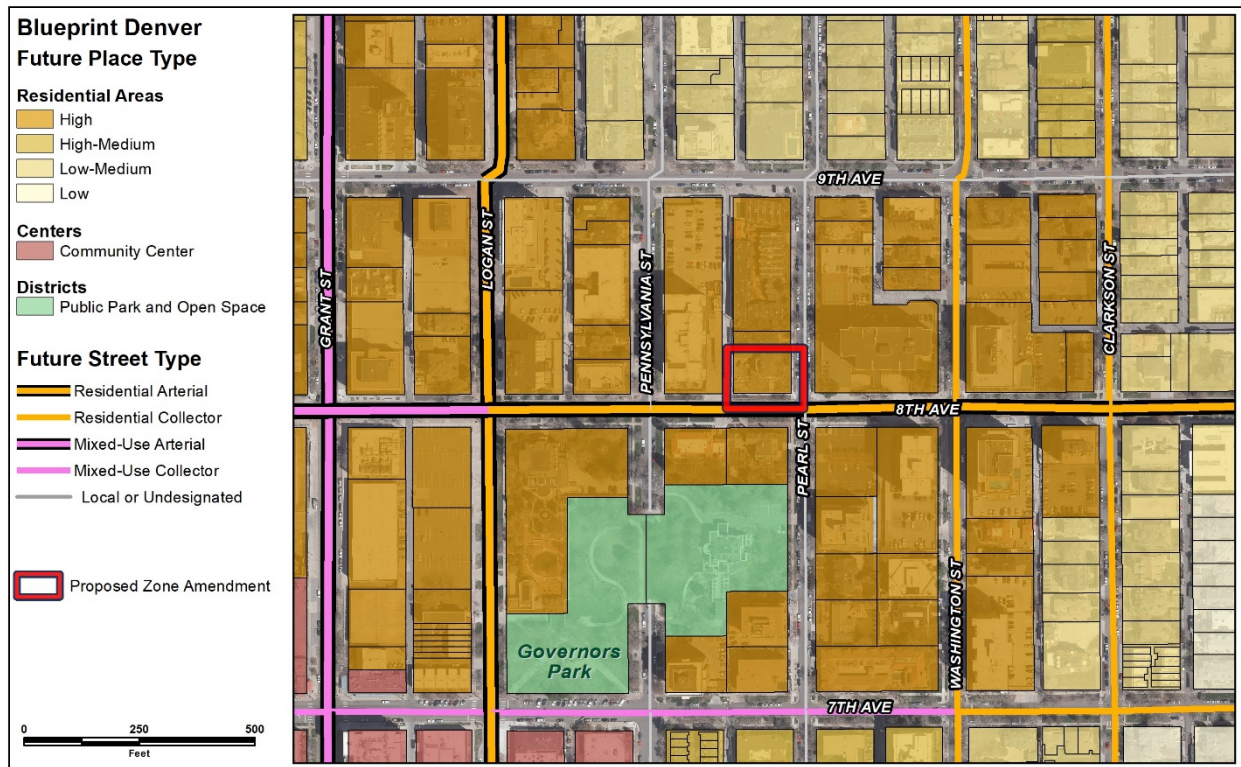 Blueprint Denver
Future Place Type
Residential Areas
High
High-Medium
Low-Medium
Low
Centers
Community Center
Districts
Public Park and Open Space
Future Street Type
Residential Arterial
Residential Collector
Mixed-Use Arterial
Mixed-Use Collector
Local or Undesignated
Proposed Zone Amendment
0 250 500
Feet
9TH AVE
GRANT ST
LOGAN ST
PENNSYLVANIA ST
CLARKSON ST
8TH AVE
PEARL ST
WASHINGTON ST
Governors
Park
7TH AVE